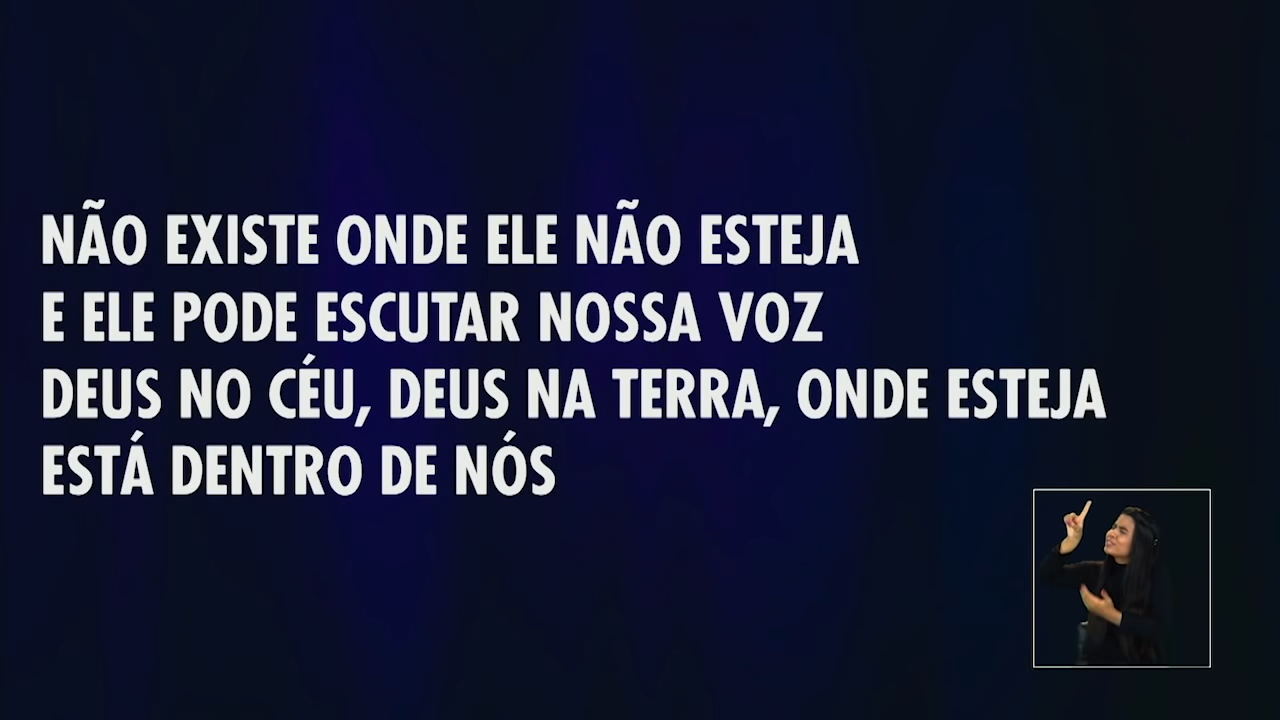 NÃO EXISTE ONDE ELE NÃO ESTEJA
E ELE PODE ESCUTAR NOSSA VOZ
DEUS NO CÉU, DEUS NA TERRA, ONDE ESTEJA
ESTÁ DENTRO DE NÓS